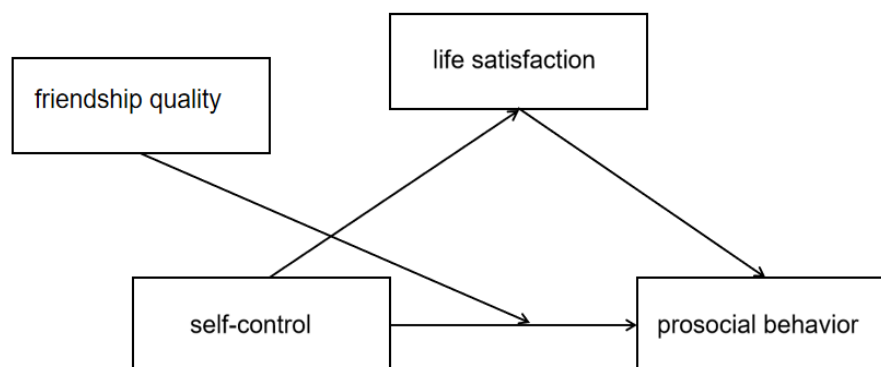 life satisfaction
friendship quality
self-control
prosocial behavior